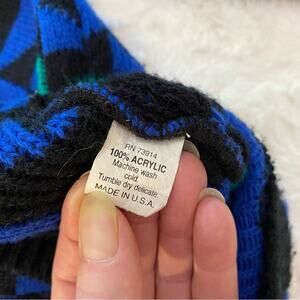 RN 73914
100% ACRYLIC
Machine wash
cold.
Tumble dry delicate.
MADE IN U.S.A.